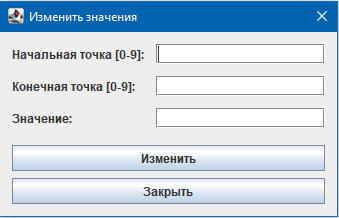 Изменить значения
Начальная точка [0-9]:
Конечная точка [0-9]:
Значение:
Изменить
Закрыть